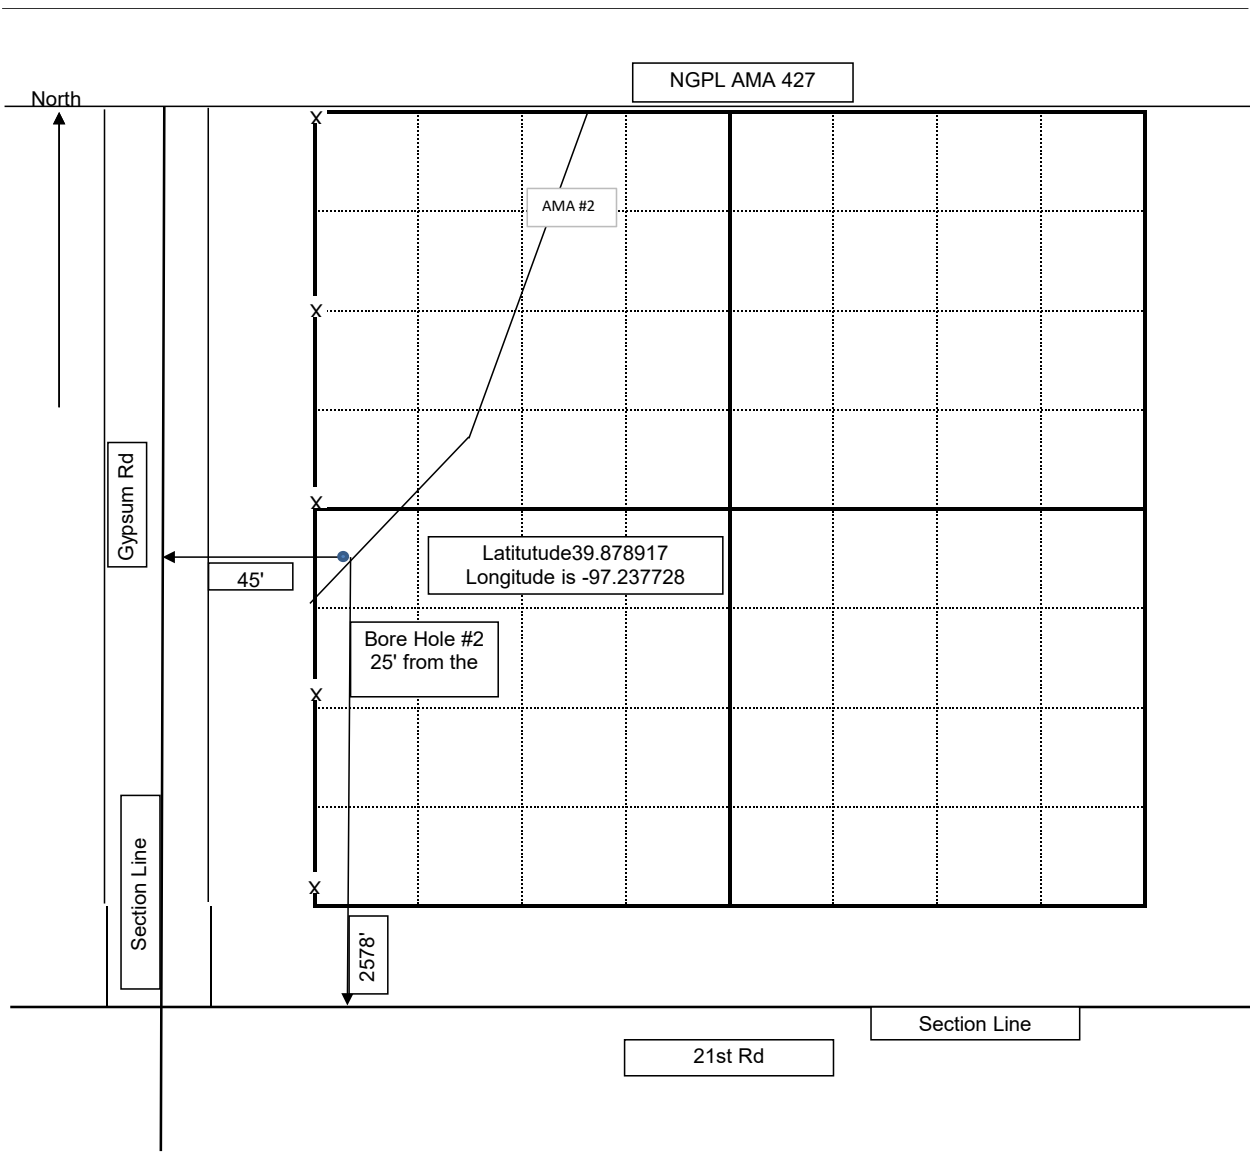 NGPL AMA 427
North
X
AMA #2
X
Gypsum Rd
X
Latitutude39.878917
Longitude is -97.237728
45'
Bore Hole #2
25' from the
X
Section Line
X
2578'
Section Line
21st Rd